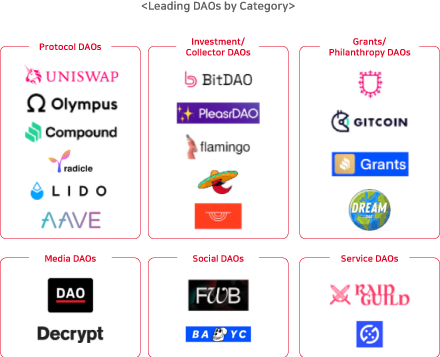 <Leading DAOs by Category>
Protocol DAOs
UNISWAP
Olympus
Compound
radicle
LIDO
AAVE
Investment/
Collector DAOs
BitDAO
PleasrDAO
flamingo
Grants/
Philanthropy DAOs
GITCOIN
Grants
DREAM
DAO
Media DAOs
DAO
Decrypt
Social DAOs
FWB
BAYC
Service DAOs
RAID
GUILD